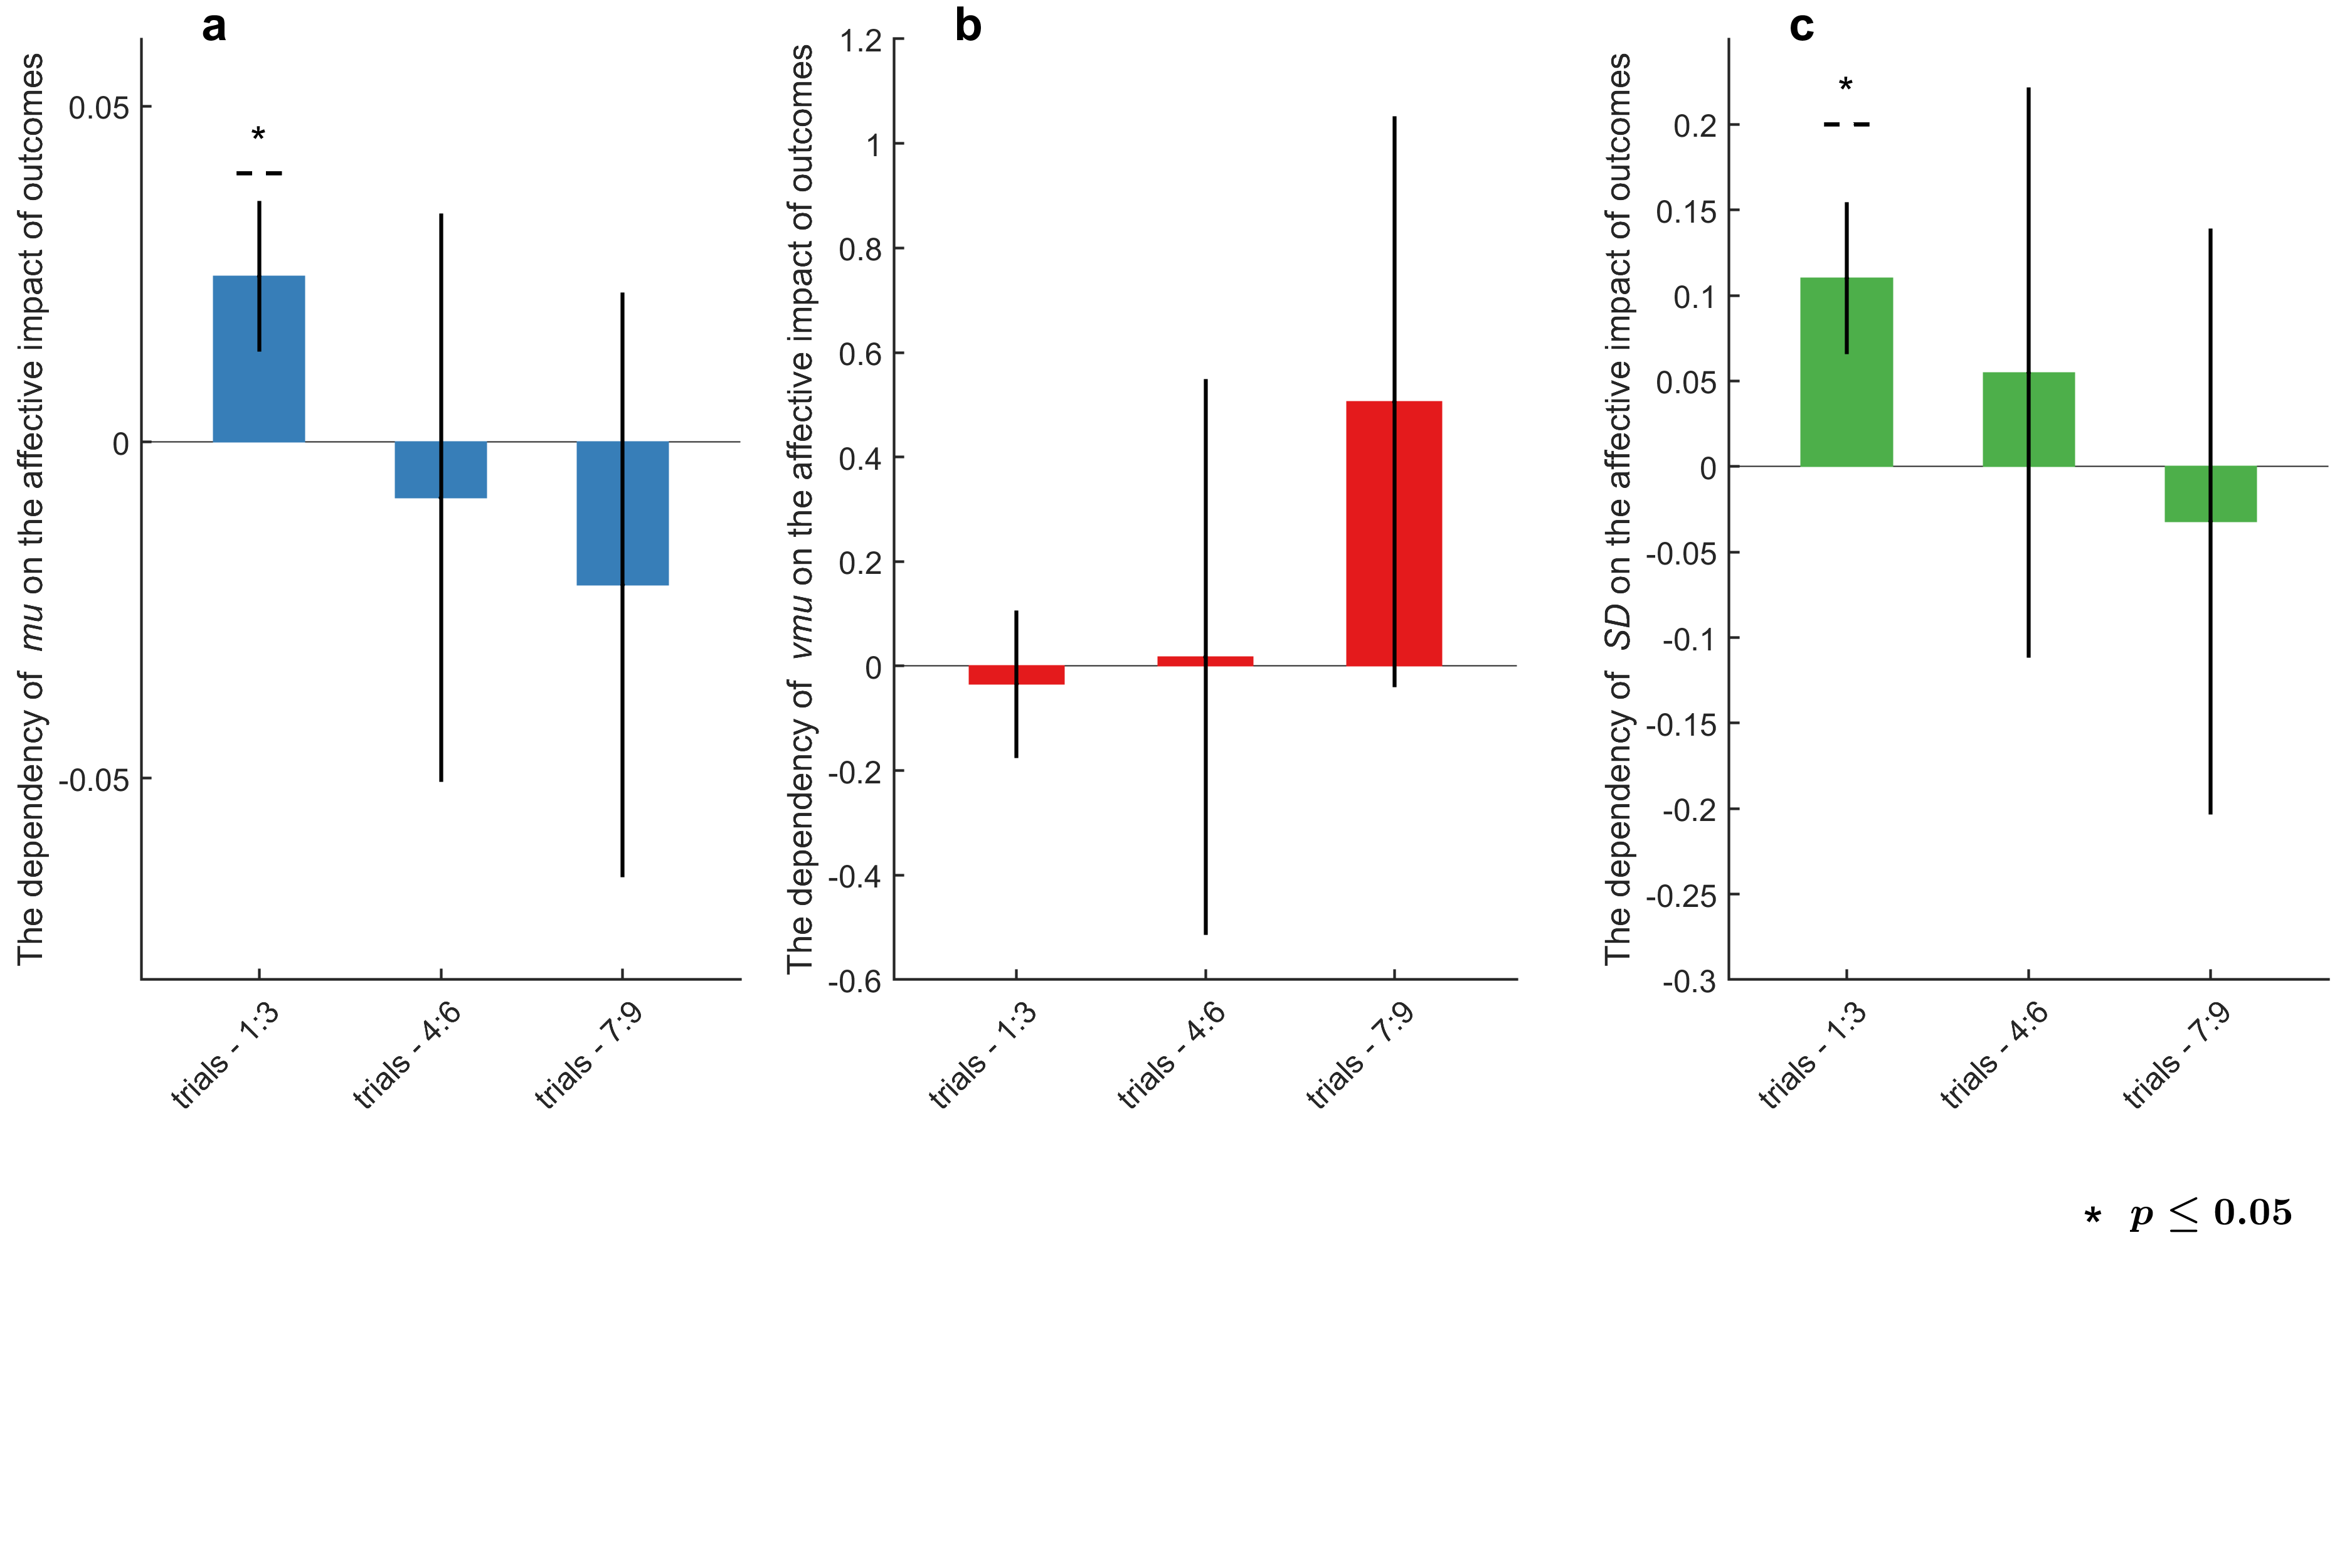 a
The dependency of mu on the affective impact of outcomes
0.05
0
-0.05
*
trials - 1:3
trials - 4:6
trials - 7:9
b
The dependency of vmu on the affective impact of outcomes
1.2
1
0.8
0.6
0.4
0.2
0
-0.2
-0.4
-0.6
trials - 1:3
trials - 4:6
trials - 7:9
c
The dependency of SD on the affective impact of outcomes
0.2
0.15
0.1
0.05
0
-0.05
-0.1
-0.15
-0.2
-0.25
-0.3
*
trials - 1:3
trials - 4:6
trials - 7:9
* p ≤ 0.05